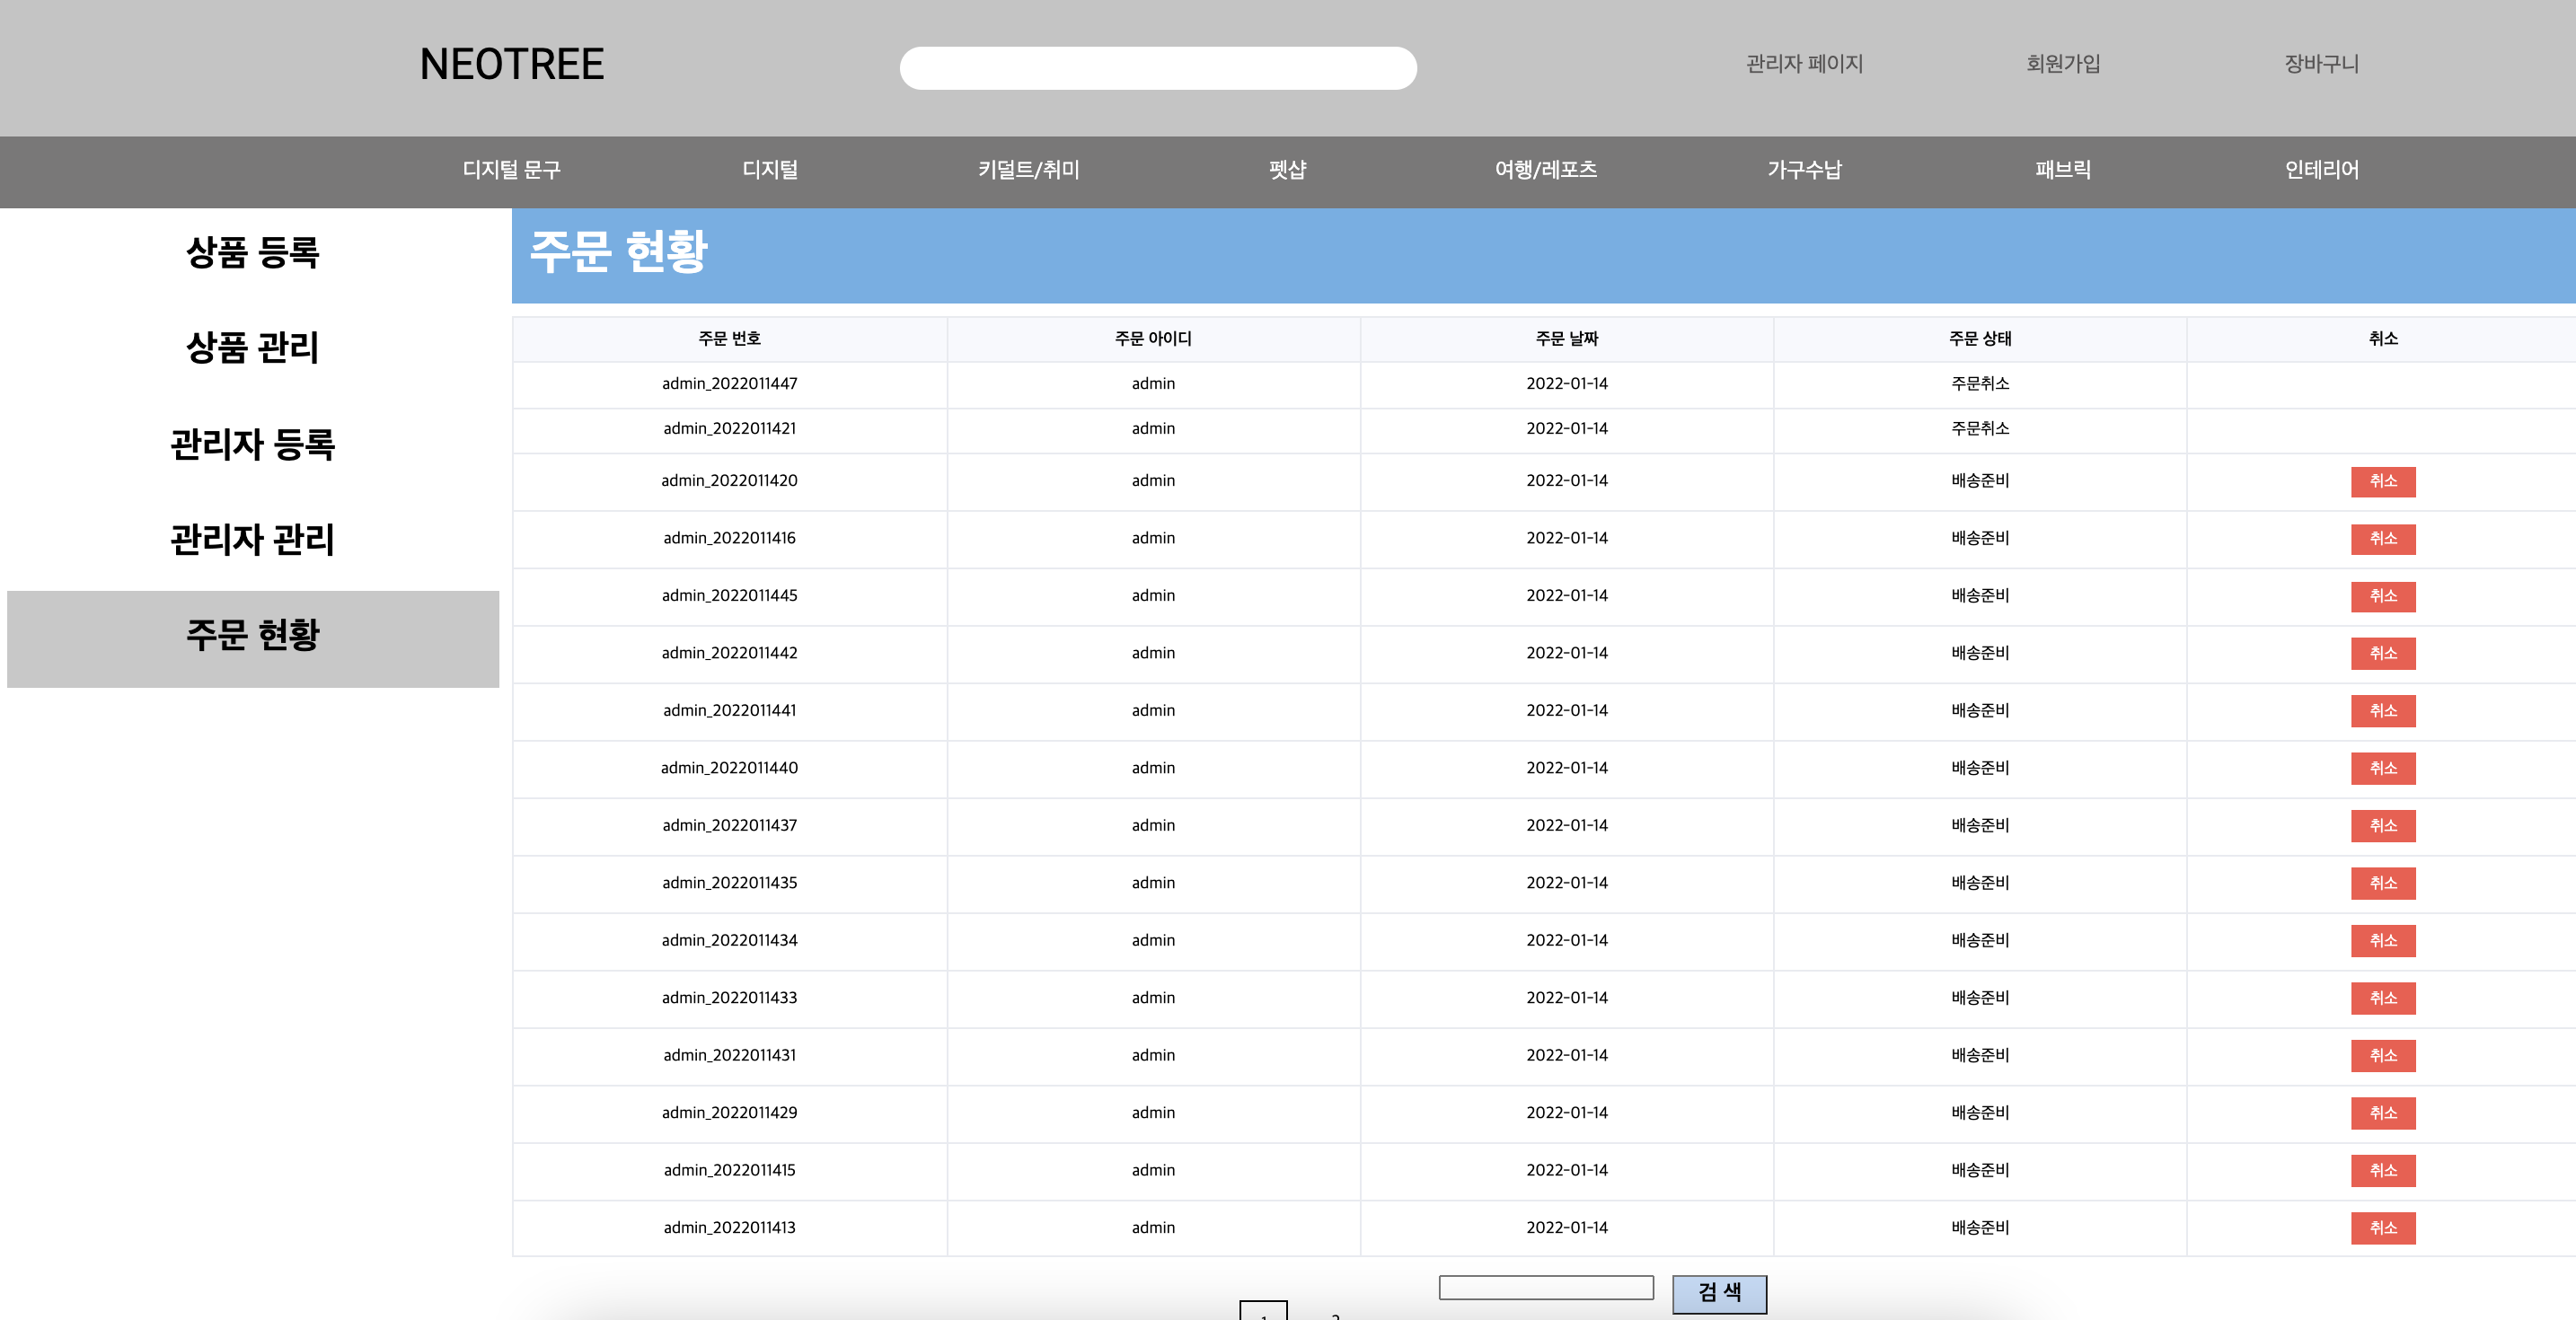 NEOTREE 관리자 페이지 회원가입 장바구니
디지털 문구 디지털 키덜트/취미 펫샵 여행/레포츠 가구수납 패브릭 인테리어
상품 등록
상품 관리
관리자 등록
관리자 관리
주문 현황
주문 현황
주문 번호 주문 아이디 주문 날짜 주문 상태 취소
admin_2022011447 admin 2022-01-14 주문취소
admin_2022011421 admin 2022-01-14 주문취소
admin_2022011420 admin 2022-01-14 배송준비 취소
admin_2022011416 admin 2022-01-14 배송준비 취소
admin_2022011445 admin 2022-01-14 배송준비 취소
admin_2022011442 admin 2022-01-14 배송준비 취소
admin_2022011441 admin 2022-01-14 배송준비 취소
admin_2022011440 admin 2022-01-14 배송준비 취소
admin_2022011437 admin 2022-01-14 배송준비 취소
admin_2022011435 admin 2022-01-14 배송준비 취소
admin_2022011434 admin 2022-01-14 배송준비 취소
admin_2022011433 admin 2022-01-14 배송준비 취소
admin_2022011431 admin 2022-01-14 배송준비 취소
admin_2022011429 admin 2022-01-14 배송준비 취소
admin_2022011415 admin 2022-01-14 배송준비 취소
admin_2022011413 admin 2022-01-14 배송준비 취소
검 색